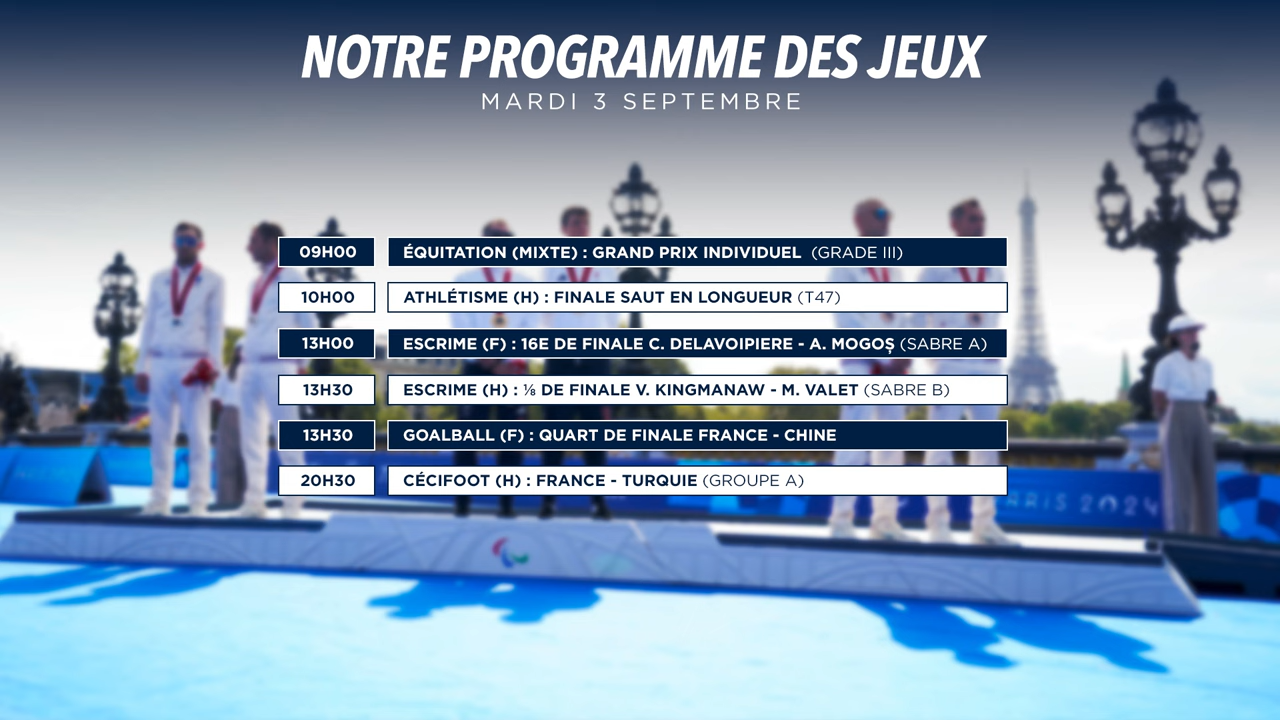 NOTRE PROGRAMME DES JEUX
MARDI 3 SEPTEMBRE
09H00 ÉQUITATION (MIXTE) : GRAND PRIX INDIVIDUEL (GRADE III)
10H00 ATHLÉTISME (H) : FINALE SAUT EN LONGUEUR (T47)
13H00 ESCRIME (F) : 16E DE FINALE C. DELAVOIPIERE - A. MOGOȘ (SABRE A)
13H30 ESCRIME (H) : ⅛ DE FINALE V. KINGMANAW - M. VALET (SABRE B)
13H30 GOALBALL (F) : QUART DE FINALE FRANCE - CHINE
20H30 CÉCIFOOT (H) : FRANCE - TURQUIE (GROUPE A)
PARIS 2024